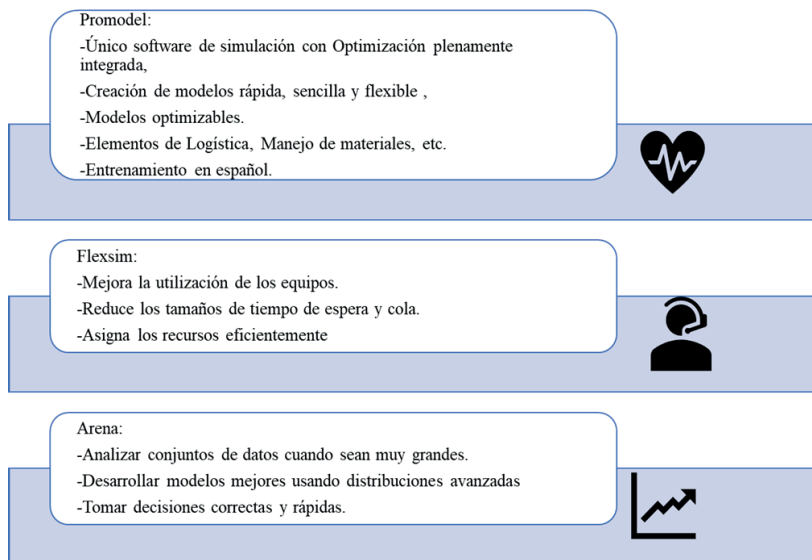 Promodel:
-Único software de simulación con Optimización plenamente
integrada,
-Creación de modelos rápida, sencilla y flexible ,
-Modelos optimizables.
-Elementos de Logística, Manejo de materiales, etc.
-Entrenamiento en español.
Flexsim:
-Mejora la utilización de los equipos.
-Reduce los tamaños de tiempo de espera y cola.
-Asigna los recursos eficientemente
Arena:
-Analizar conjuntos de datos cuando sean muy grandes.
-Desarrollar modelos mejores usando distribuciones avanzadas
-Tomar decisiones correctas y rápidas.